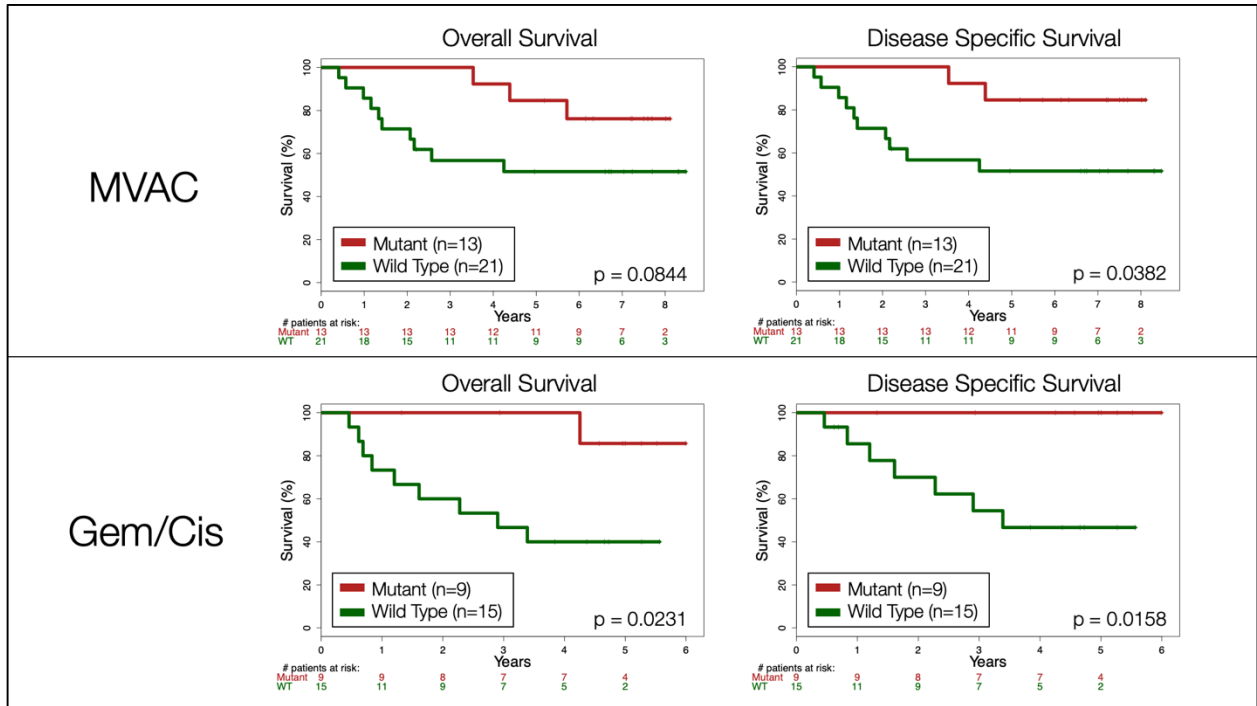 MVAC
Overall Survival
Survival (%)
100
80
60
40
20
0
Mutant (n=13)
Wild Type (n=21)
p = 0.0844
0 1 2 3 4 5 6 7 8
Years
# patients at risk:
Mutant 13 13 13 13 12 11 9 7 2
WT 21 18 15 11 11 9 9 6 3
Disease Specific Survival
Survival (%)
100
80
60
40
20
0
Mutant (n=13)
Wild Type (n=21)
p = 0.0382
0 1 2 3 4 5 6 7 8
Years
# patients at risk:
Mutant 13 13 13 13 12 11 9 7 2
WT 21 18 15 11 11 9 9 6 3
Gem/Cis
Overall Survival
Survival (%)
100
80
60
40
20
0
Mutant (n=9)
Wild Type (n=15)
p = 0.0231
0 1 2 3 4 5 6
Years
# patients at risk:
Mutant 9 9 8 7 7 4
WT 15 11 9 7 5 2
Disease Specific Survival
Survival (%)
100
80
60
40
20
0
Mutant (n=9)
Wild Type (n=15)
p = 0.0158
0 1 2 3 4 5 6
Years
# patients at risk:
Mutant 9 9 8 7 7 4
WT 15 11 9 7 5 2